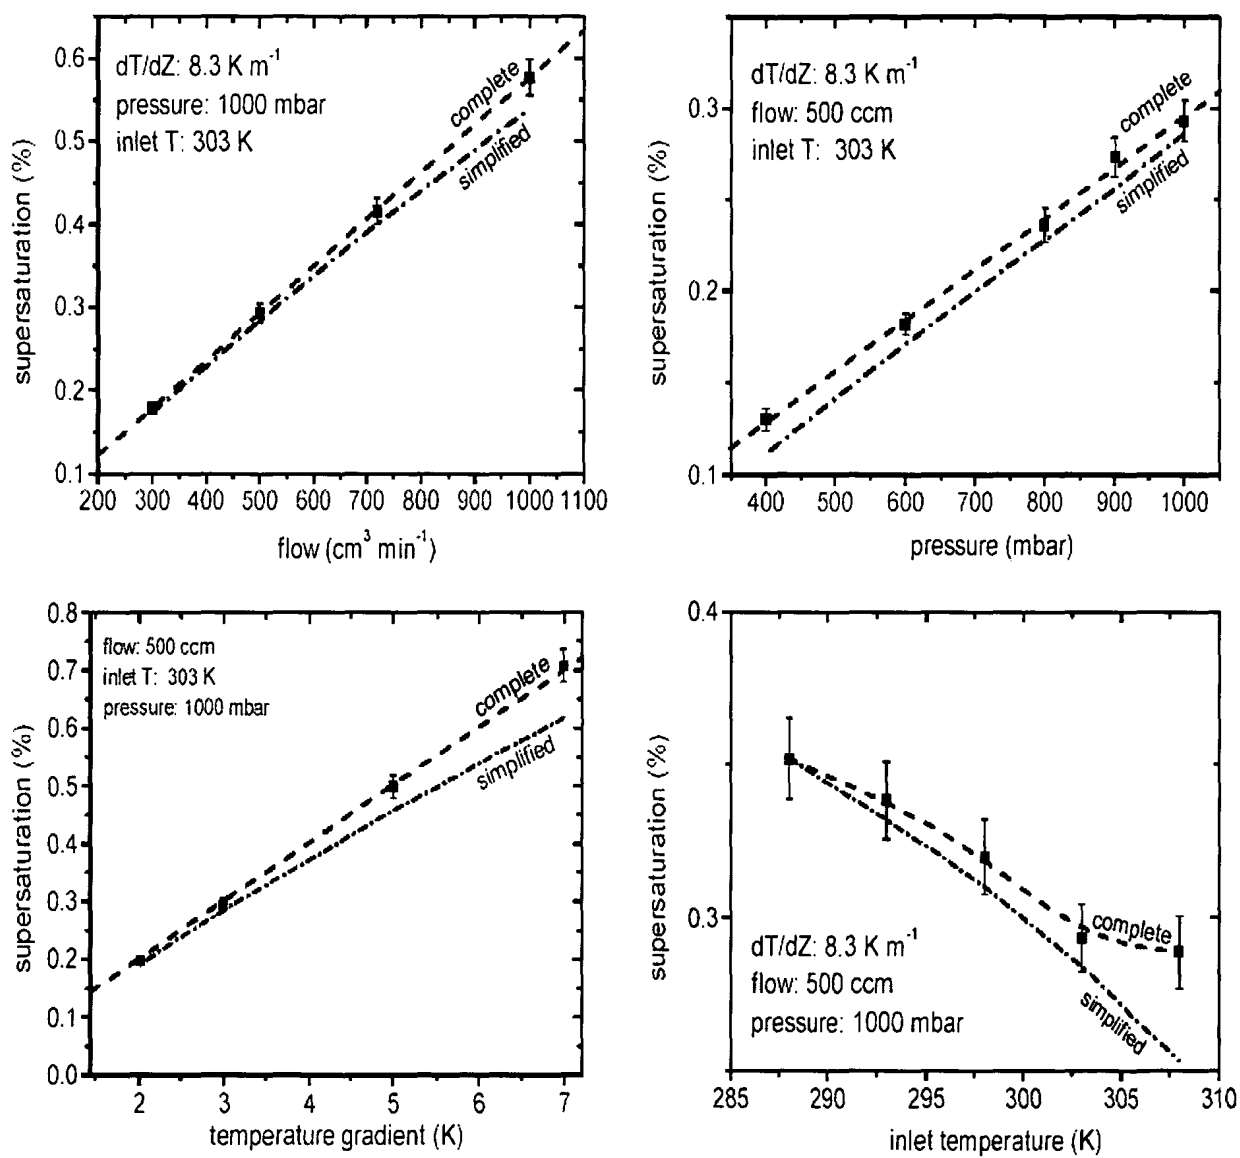 0.6
0.5
0.4
0.3
0.2
0.1
supersaturation (%)
dT/dZ: 8.3 K m⁻¹
pressure: 1000 mbar
inlet T: 303 K
complete
simplified
200 300 400 500 600 700 800 900 1000 1100
flow (cm³ min⁻¹)
0.3
0.2
0.1
supersaturation (%)
dT/dZ: 8.3 K m⁻¹
flow: 500 ccm
inlet T: 303 K
complete
simplified
400 500 600 700 800 900 1000
pressure (mbar)
0.8
0.7
0.6
0.5
0.4
0.3
0.2
0.1
0.0
supersaturation (%)
flow: 500 ccm
inlet T: 303 K
pressure: 1000 mbar
complete
simplified
2 3 4 5 6 7
temperature gradient (K)
0.4
0.3
supersaturation (%)
complete
dT/dZ: 8.3 K m⁻¹
flow: 500 ccm
pressure: 1000 mbar
simplified
285 290 295 300 305 310
inlet temperature (K)